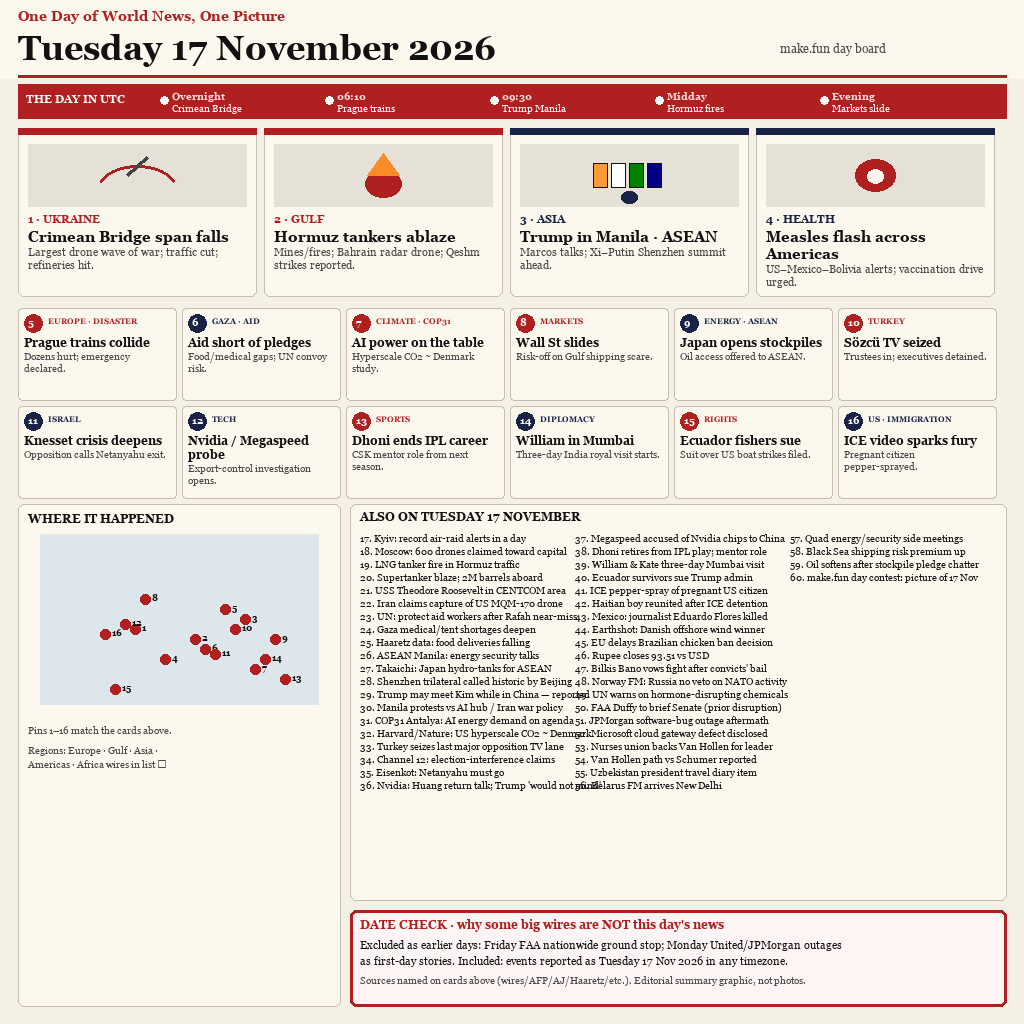 One Day of World News, One Picture
Tuesday 17 November 2026
make.fun day board
THE DAY IN UTC
Overnight
Crimean Bridge
06:10
Prague trains
09:30
Trump Manila
Midday
Hormuz fires
Evening
Markets slide
1 · UKRAINE
Crimean Bridge span falls
Largest drone wave of war; traffic cut;
refineries hit.
2 · GULF
Hormuz tankers ablaze
Mines/fires; Bahrain radar drone; Qeshm
strikes reported.
3 · ASIA
Trump in Manila · ASEAN
Marcos talks; Xi–Putin Shenzhen summit
ahead.
4 · HEALTH
Measles flash across
Americas
US–Mexico–Bolivia alerts; vaccination drive
urged.
5 EUROPE · DISASTER
Prague trains collide
Dozens hurt; emergency
declared.
6 GAZA · AID
Aid short of pledges
Food/medical gaps; UN convoy
risk.
7 CLIMATE · COP31
AI power on the table
Hyperscale CO2 ~ Denmark
study.
8 MARKETS
Wall St slides
Risk-off on Gulf shipping scare.
9 ENERGY · ASEAN
Japan opens stockpiles
Oil access offered to ASEAN.
10 TURKEY
Sözcü TV seized
Trustees in; executives detained.
11 ISRAEL
Knesset crisis deepens
Opposition calls Netanyahu exit.
12 TECH
Nvidia / Megaspeed
probe
Export-control investigation
opens.
13 SPORTS
Dhoni ends IPL career
CSK mentor role from next
season.
14 DIPLOMACY
William in Mumbai
Three-day India royal visit starts.
15 RIGHTS
Ecuador fishers sue
Suit over US boat strikes filed.
16 US · IMMIGRATION
ICE video sparks fury
Pregnant citizen
pepper-sprayed.
WHERE IT HAPPENED
8
5
3
12
1
10
16
2
9
6
11
4
14
7
13
15
Pins 1–16 match the cards above.
Regions: Europe · Gulf · Asia ·
Americas · Africa wires in list □
ALSO ON TUESDAY 17 NOVEMBER
17. Kyiv: record air-raid alerts in a day
18. Moscow: 600 drones claimed toward capital
19. LNG tanker fire in Hormuz traffic
20. Supertanker blaze; 2M barrels aboard
21. USS Theodore Roosevelt in CENTCOM area
22. Iran claims capture of US MQM-170 drone
23. UN: protect aid workers after Rafah near-miss
24. Gaza medical/tent shortages deepen
25. Haaretz data: food deliveries falling
26. ASEAN Manila: energy security talks
27. Takaichi: Japan hydro-tanks for ASEAN
28. Shenzhen trilateral called historic by Beijing
29. Trump may meet Kim while in China — reported
30. Manila protests vs AI hub / Iran war policy
31. COP31 Antalya: AI energy demand on agenda
32. Harvard/Nature: US hyperscale CO2 ~ Denmark
33. Turkey seizes last major opposition TV lane
34. Channel 12: election-interference claims
35. Eisenkot: Netanyahu must go
36. Nvidia: Huang return talk; Trump 'would not mind'
37. Megaspeed accused of Nvidia chips to China
38. Dhoni retires from IPL play; mentor role
39. William & Kate three-day Mumbai visit
40. Ecuador survivors sue Trump admin
41. ICE pepper-spray of pregnant US citizen
42. Haitian boy reunited after ICE detention
43. Mexico: journalist Eduardo Flores killed
44. Earthshot: Danish offshore wind winner
45. EU delays Brazilian chicken ban decision
46. Rupee closes 93.51 vs USD
47. Bilkis Bano vows fight after convicts' bail
48. Norway FM: Russia no veto on NATO activity
49. UN warns on hormone-disrupting chemicals
50. FAA Duffy to brief Senate (prior disruption)
51. JPMorgan software-bug outage aftermath
52. Microsoft cloud gateway defect disclosed
53. Nurses union backs Van Hollen for leader
54. Van Hollen path vs Schumer reported
55. Uzbekistan president travel diary item
56. Belarus FM arrives New Delhi
57. Quad energy/security side meetings
58. Black Sea shipping risk premium up
59. Oil softens after stockpile pledge chatter
60. make.fun day contest: picture of 17 Nov
DATE CHECK · why some big wires are NOT this day's news
Excluded as earlier days: Friday FAA nationwide ground stop; Monday United/JPMorgan outages
as first-day stories. Included: events reported as Tuesday 17 Nov 2026 in any timezone.
Sources named on cards above (wires/AFP/AJ/Haaretz/etc.). Editorial summary graphic, not photos.